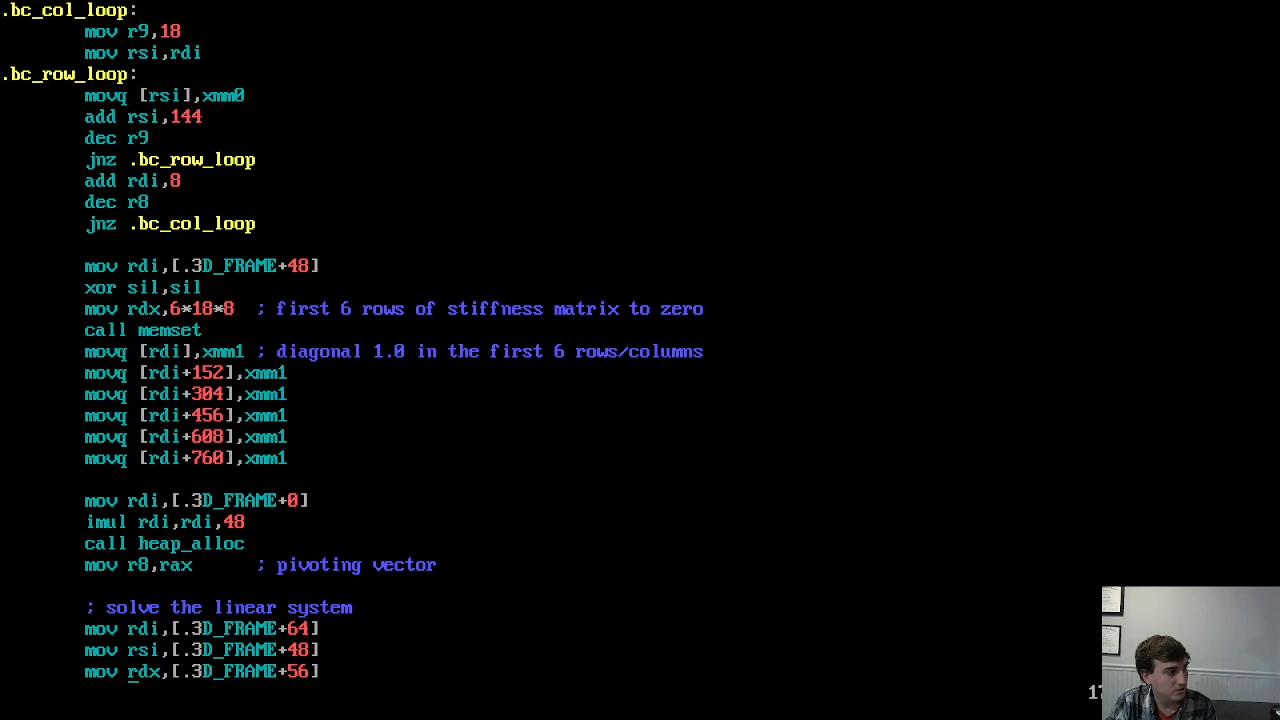 .bc_col_loop:
mov r9,18
mov rsi,rdi
.bc_row_loop:
movq [rsi],xmm0
add rsi,144
dec r9
jnz .bc_row_loop
add rdi,8
dec r8
jnz .bc_col_loop
mov rdi,[.3D_FRAME+48]
xor sil,sil
mov rdx,6*18*8 ; first 6 rows of stiffness matrix to zero
call memset
movq [rdi],xmm1 ; diagonal 1.0 in the first 6 rows/columns
movq [rdi+152],xmm1
movq [rdi+304],xmm1
movq [rdi+456],xmm1
movq [rdi+608],xmm1
movq [rdi+760],xmm1
mov rdi,[.3D_FRAME+0]
imul rdi,rdi,48
call heap_alloc
mov r8,rax ; pivoting vector
; solve the linear system
mov rdi,[.3D_FRAME+64]
mov rsi,[.3D_FRAME+48]
mov rdx,[.3D_FRAME+56]